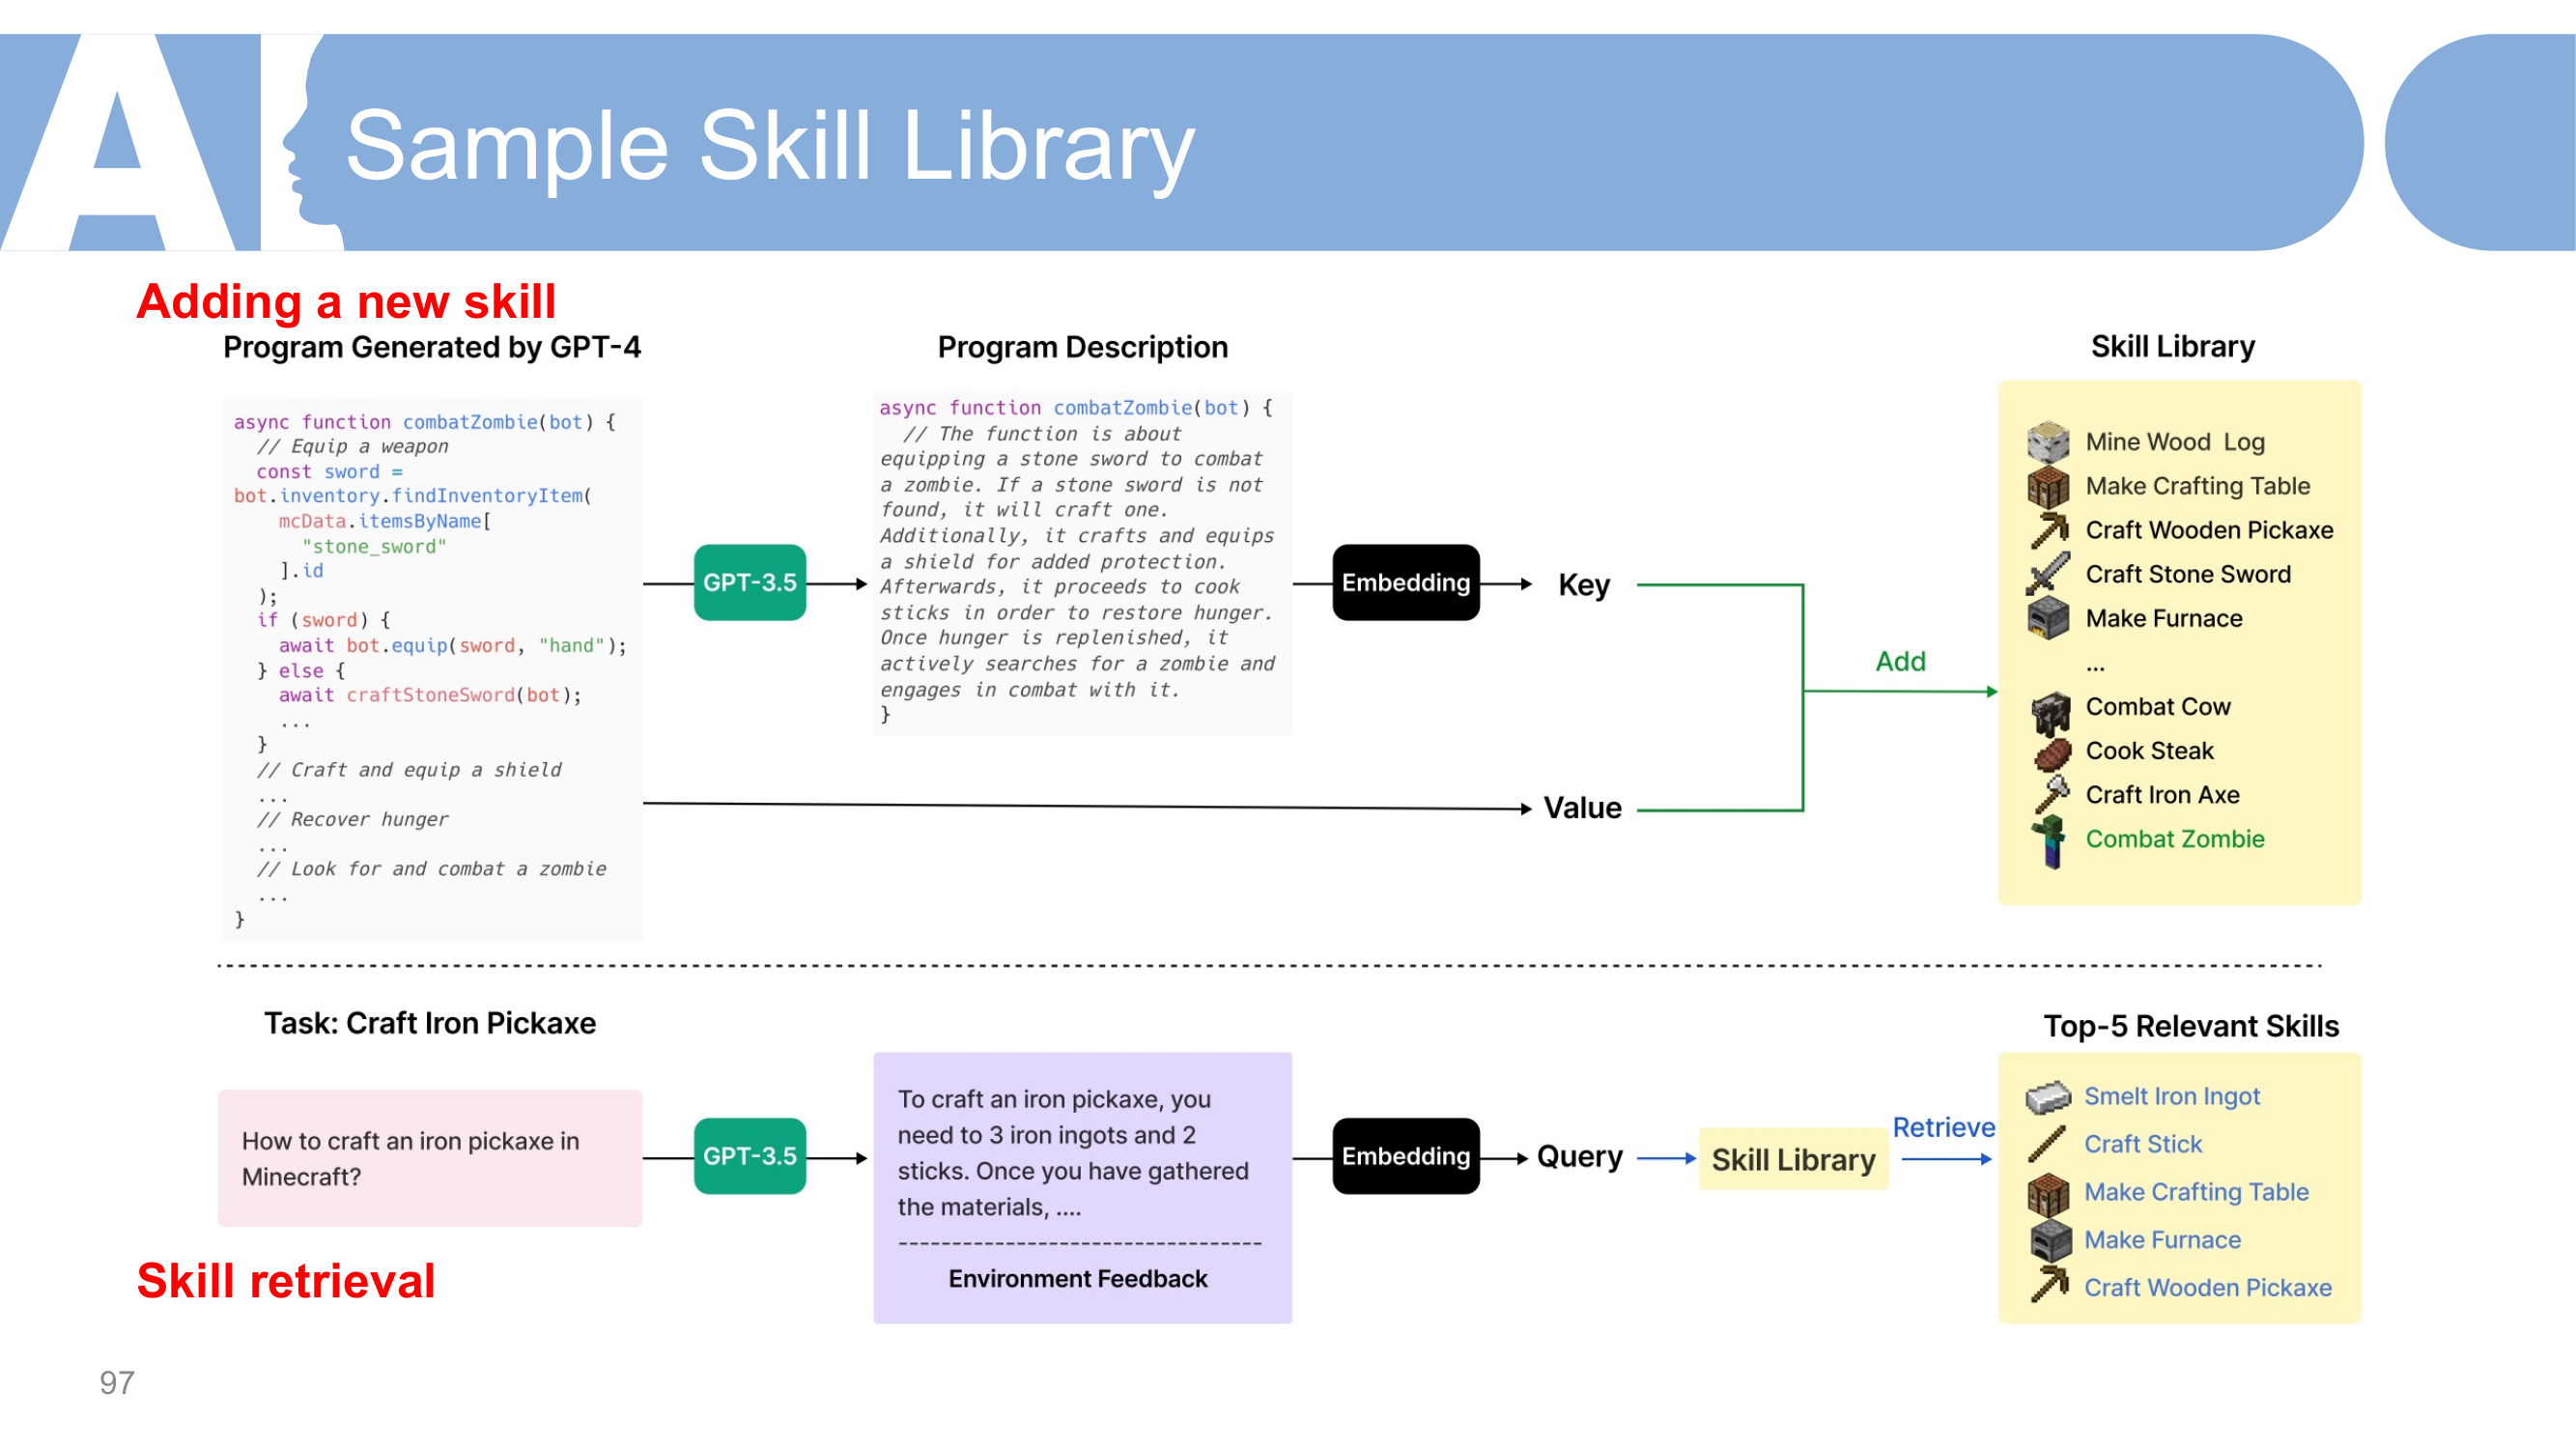 AI
Sample Skill Library
Adding a new skill
Program Generated by GPT-4
async function combatZombie(bot) {
// Equip a weapon
const sword =
bot.inventory.findInventoryItem(
mcData.itemsByName[
"stone_sword"
].id
);
if (sword) {
await bot.equip(sword, "hand");
} else {
await craftStoneSword(bot);
...
}
// Craft and equip a shield
...
// Recover hunger
...
// Look for and combat a zombie
...
}
GPT-3.5
Program Description
async function combatZombie(bot) {
// The function is about
equipping a stone sword to combat
a zombie. If a stone sword is not
found, it will craft one.
Additionally, it crafts and equips
a shield for added protection.
Afterwards, it proceeds to cook
sticks in order to restore hunger.
Once hunger is replenished, it
actively searches for a zombie and
engages in combat with it.
}
Embedding
Key
Value
Add
Skill Library
Mine Wood Log
Make Crafting Table
Craft Wooden Pickaxe
Craft Stone Sword
Make Furnace
...
Combat Cow
Cook Steak
Craft Iron Axe
Combat Zombie
Task: Craft Iron Pickaxe
How to craft an iron pickaxe in
Minecraft?
GPT-3.5
To craft an iron pickaxe, you
need to 3 iron ingots and 2
sticks. Once you have gathered
the materials, ....
Environment Feedback
Embedding
Query
Skill Library
Retrieve
Top-5 Relevant Skills
Smelt Iron Ingot
Craft Stick
Make Crafting Table
Make Furnace
Craft Wooden Pickaxe
Skill retrieval
97